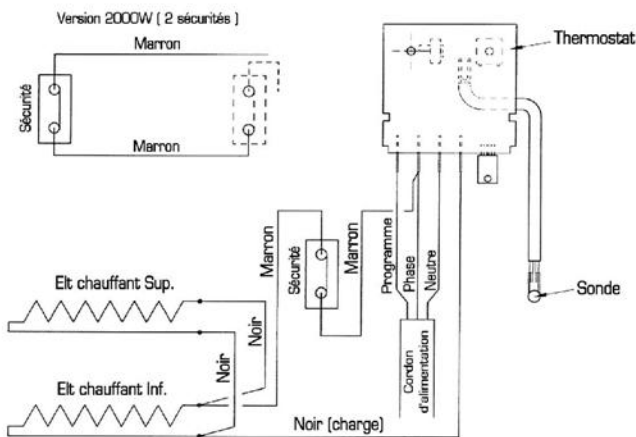 Version 2000W ( 2 sécurités )
Marron
Sécurité
Marron
Thermostat
Marron
Sécurité
Marron
Programme
Phase
Neutre
Sonde
Elt chauffant Sup.
Noir
Noir
Elt chauffant Inf.
Cordon
d'alimentation
Noir (charge)